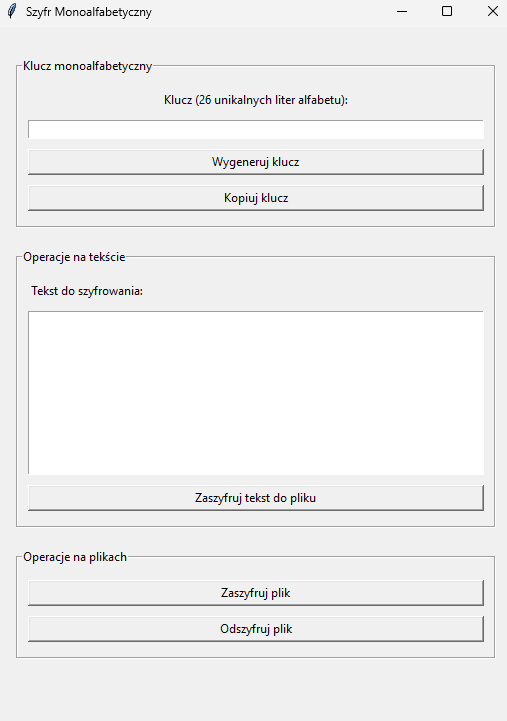 Szyfr Monoalfabetyczny
Klucz monoalfabetyczny
Klucz (26 unikalnych liter alfabetu):
Wygeneruj klucz
Kopiuj klucz
Operacje na tekście
Tekst do szyfrowania:
Zaszyfruj tekst do pliku
Operacje na plikach
Zaszyfruj plik
Odszyfruj plik